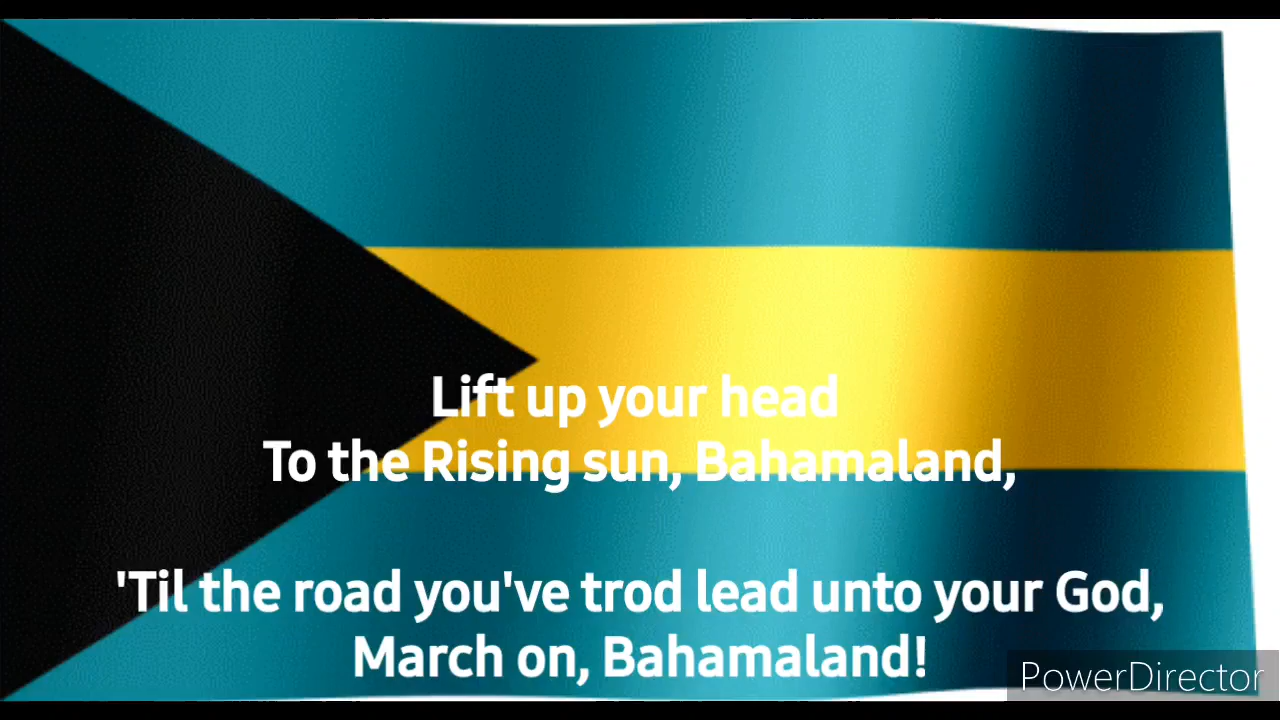 Lift up your head
To the Rising sun, Bahamaland,
'Til the road you've trod lead unto your God,
March on, Bahamaland!
PowerDirector